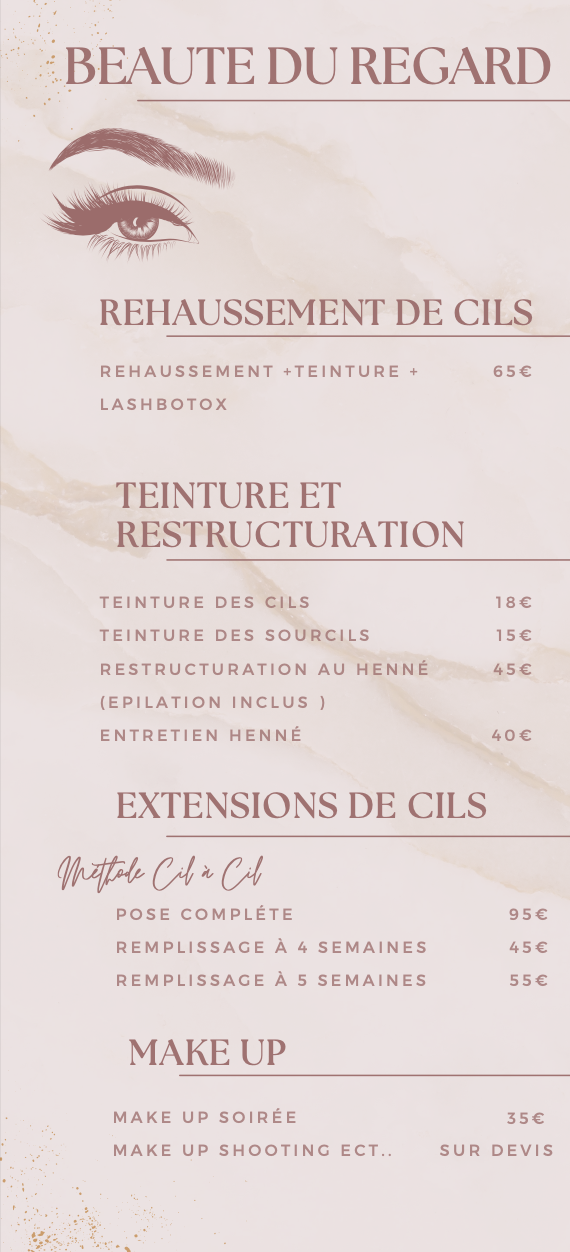 BEAUTE DU REGARD
REHAUSSEMENT DE CILS
REHAUSSEMENT +TEINTURE + 65€
LASHBOTOX
TEINTURE ET
RESTRUCTURATION
TEINTURE DES CILS 18€
TEINTURE DES SOURCILS 15€
RESTRUCTURATION AU HENNÉ 45€
(EPILATION INCLUS )
ENTRETIEN HENNÉ 40€
EXTENSIONS DE CILS
Méthode Cil à Cil
POSE COMPLÉTE 95€
REMPLISSAGE À 4 SEMAINES 45€
REMPLISSAGE À 5 SEMAINES 55€
MAKE UP
MAKE UP SOIRÉE 35€
MAKE UP SHOOTING ECT.. SUR DEVIS